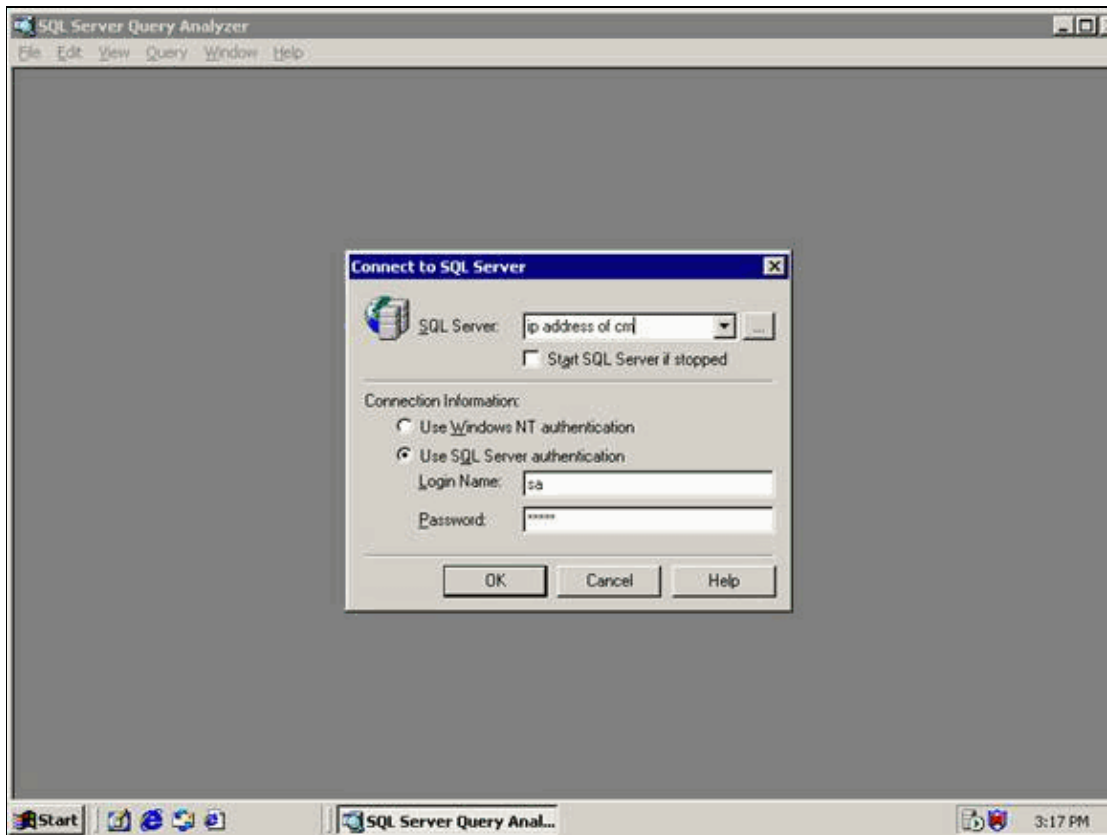 SQL Server Query Analyzer
File Edit View Query Window Help
Connect to SQL Server
SQL Server: ip address of cm ...
Start SQL Server if stopped
Connection Information:
Use Windows NT authentication
Use SQL Server authentication
Login Name: sa
Password: *****
OK Cancel Help
Start SQL Server Query Anal... 3:17 PM